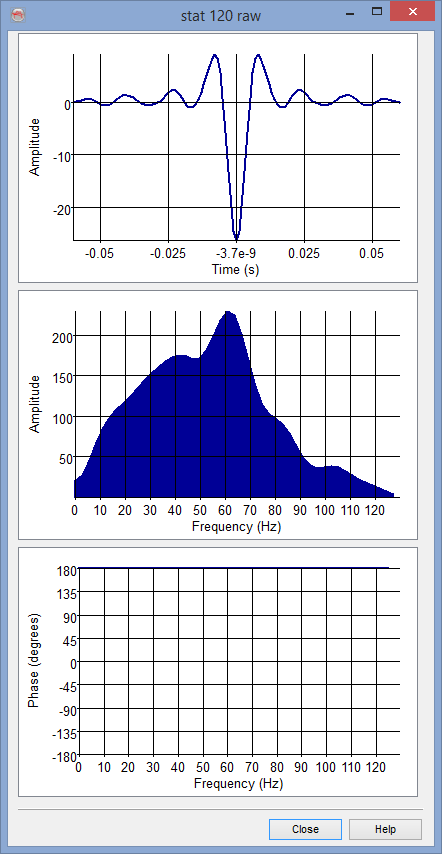 stat 120 raw
Amplitude
0
-10
-20
-0.05 -0.025 -3.7e-9 0.025 0.05
Time (s)
Amplitude
200
150
100
50
0 10 20 30 40 50 60 70 80 90 100 110 120
Frequency (Hz)
Phase (degrees)
180
135
90
45
0
-45
-90
-135
-180
0 10 20 30 40 50 60 70 80 90 100 110 120
Frequency (Hz)
Close Help